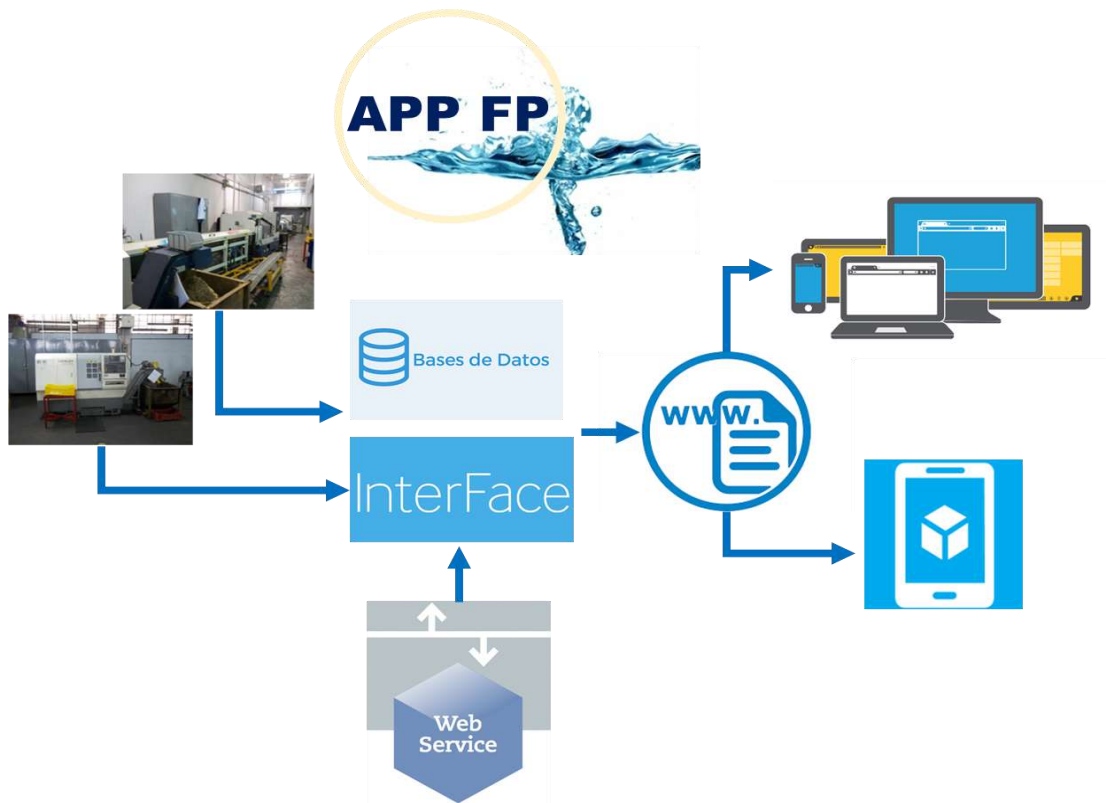 APP FP
Bases de Datos
InterFace
www.
Web
Service